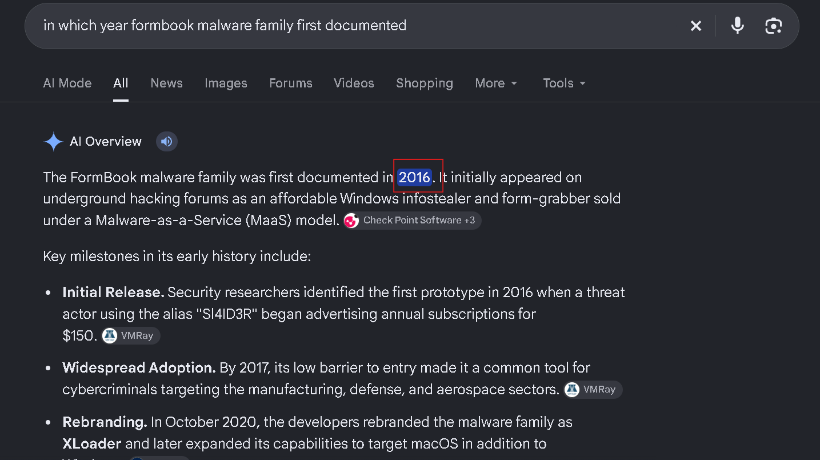 in which year formbook malware family first documented
AI Mode All News Images Forums Videos Shopping More Tools
AI Overview
The FormBook malware family was first documented in 2016. It initially appeared on
underground hacking forums as an affordable Windows infostealer and form-grabber sold
under a Malware-as-a-Service (MaaS) model. Check Point Software +3
Key milestones in its early history include:
• Initial Release. Security researchers identified the first prototype in 2016 when a threat
actor using the alias "Sl4ID3R" began advertising annual subscriptions for
$150. VMRay
• Widespread Adoption. By 2017, its low barrier to entry made it a common tool for
cybercriminals targeting the manufacturing, defense, and aerospace sectors. VMRay
• Rebranding. In October 2020, the developers rebranded the malware family as
XLoader and later expanded its capabilities to target macOS in addition to